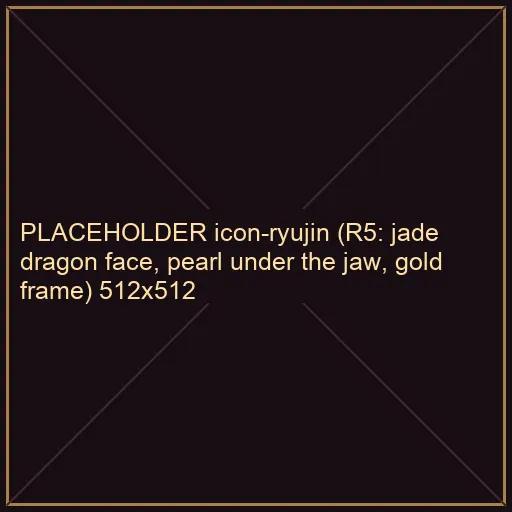 PLACEHOLDER icon-ryujin (R5: jade
dragon face, pearl under the jaw, gold
frame) 512x512